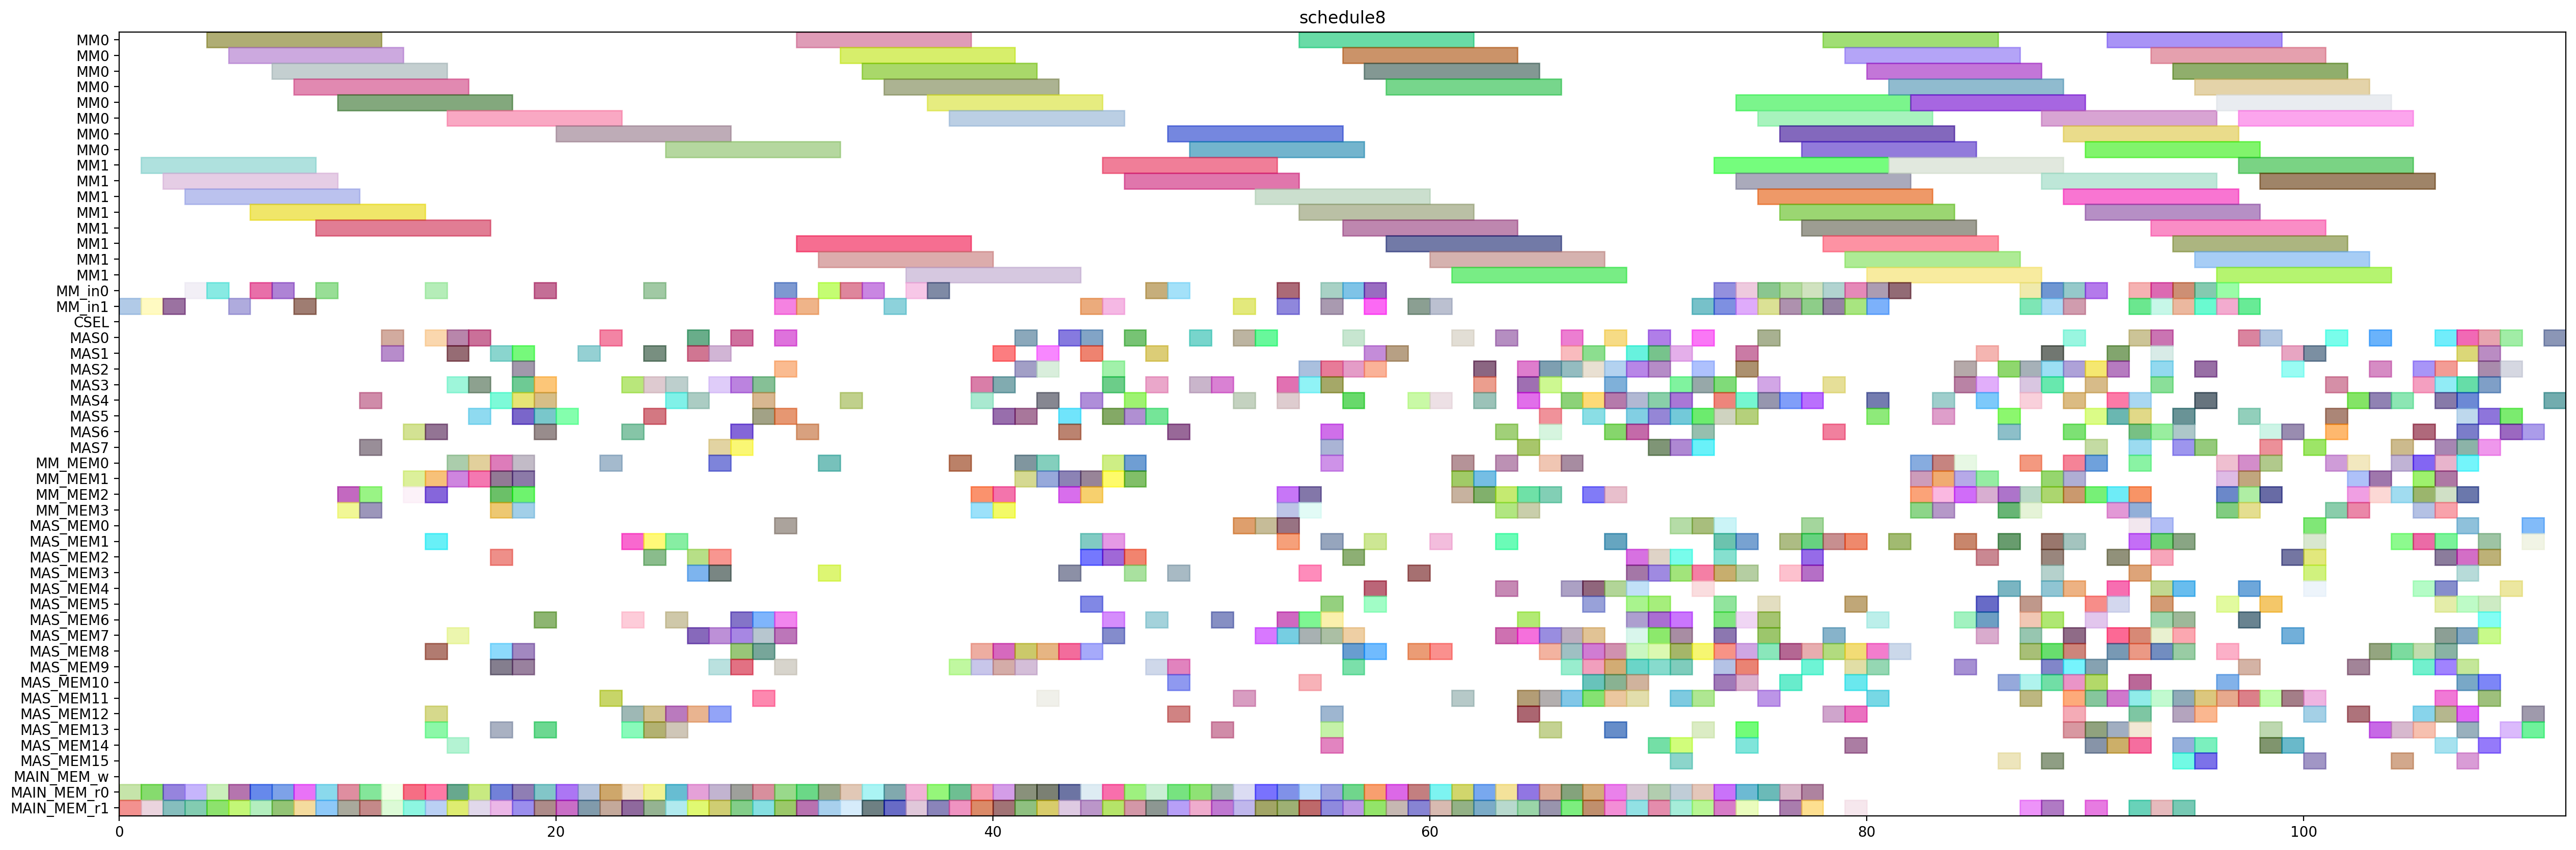 schedule8
MM0
MM0
MM0
MM0
MM0
MM0
MM0
MM0
MM1
MM1
MM1
MM1
MM1
MM1
MM1
MM1
MM_in0
MM_in1
CSEL
MAS0
MAS1
MAS2
MAS3
MAS4
MAS5
MAS6
MAS7
MM_MEM0
MM_MEM1
MM_MEM2
MM_MEM3
MAS_MEM0
MAS_MEM1
MAS_MEM2
MAS_MEM3
MAS_MEM4
MAS_MEM5
MAS_MEM6
MAS_MEM7
MAS_MEM8
MAS_MEM9
MAS_MEM10
MAS_MEM11
MAS_MEM12
MAS_MEM13
MAS_MEM14
MAS_MEM15
MAIN_MEM_w
MAIN_MEM_r0
MAIN_MEM_r1
0 20 40 60 80 100